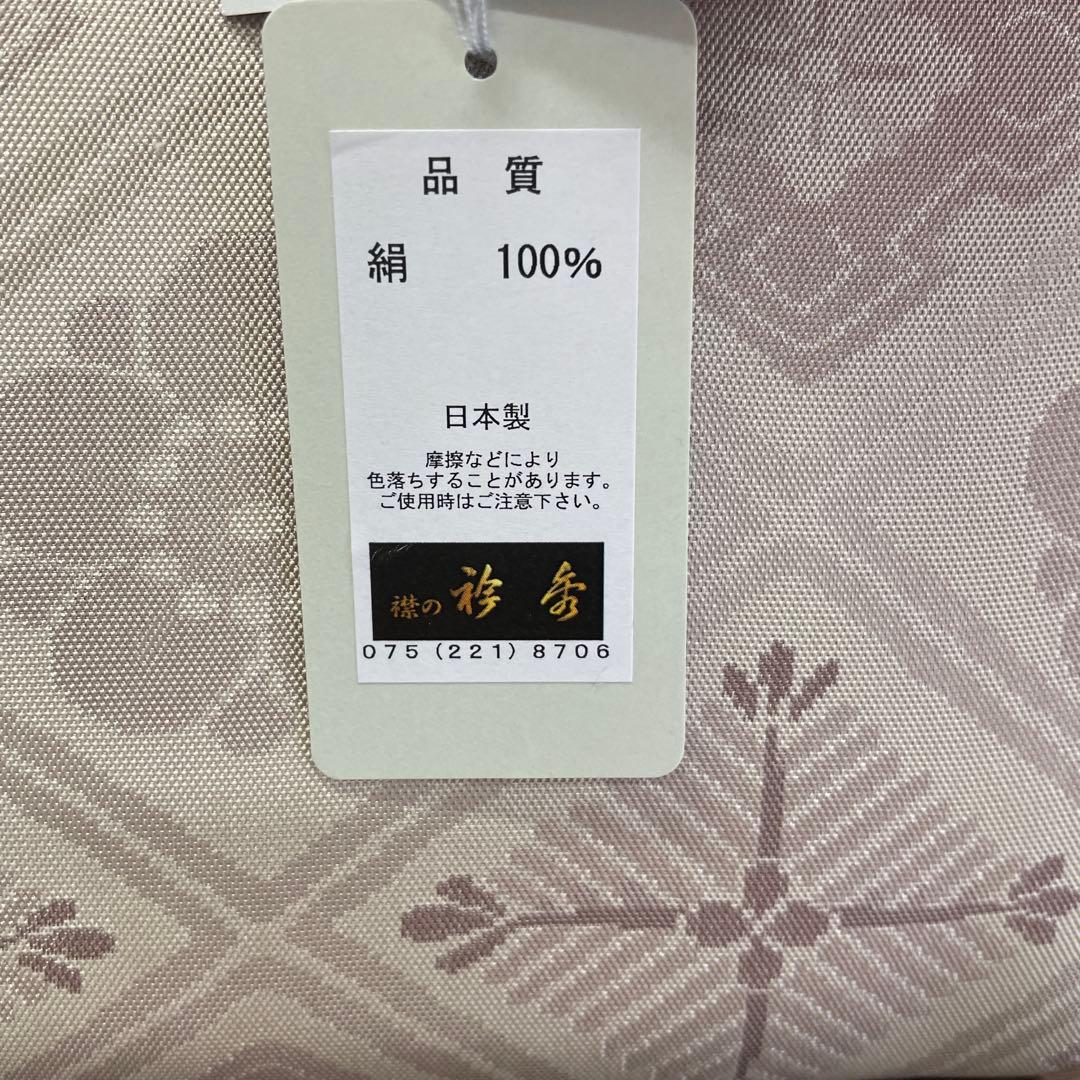 品 質
絹 100%
日本製
摩擦などにより
色落ちすることがあります。
ご使用時はご注意下さい。
襟の 衿秀
075(221)8706